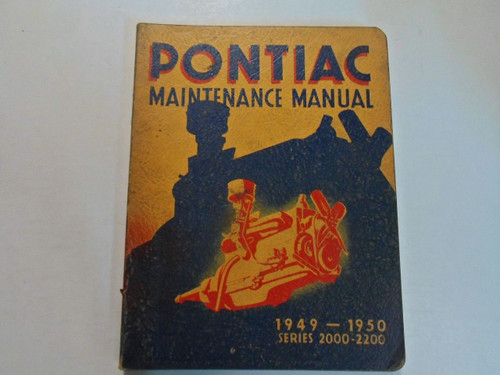 PONTIAC
MAINTENANCE MANUAL
1949 — 1950
SERIES 2000-2200